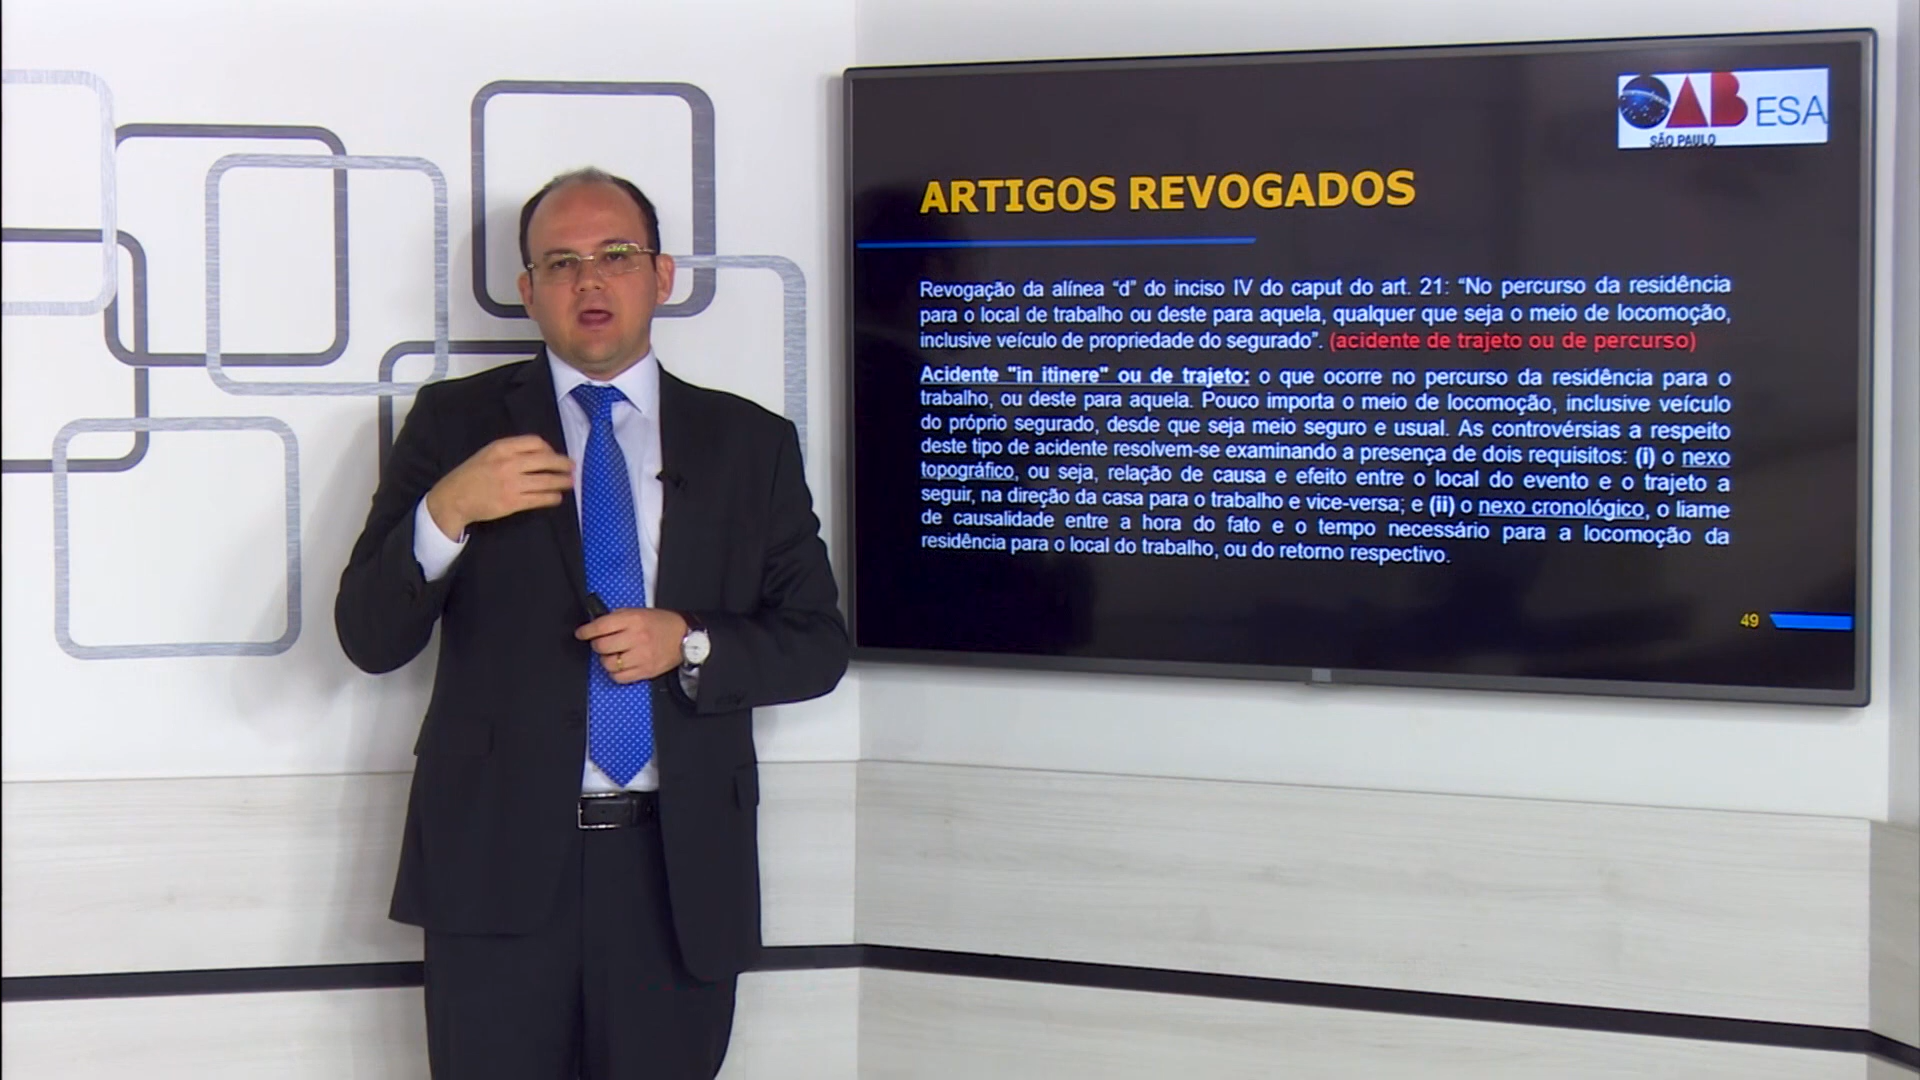 OAB ESA
SÃO PAULO
ARTIGOS REVOGADOS
Revogação da alínea “d” do inciso IV do caput do art. 21: “No percurso da residência
para o local de trabalho ou deste para aquela, qualquer que seja o meio de locomoção,
inclusive veículo de propriedade do segurado”. (acidente de trajeto ou de percurso)
Acidente "in itinere" ou de trajeto: o que ocorre no percurso da residência para o
trabalho, ou deste para aquela. Pouco importa o meio de locomoção, inclusive veículo
do próprio segurado, desde que seja meio seguro e usual. As controvérsias a respeito
deste tipo de acidente resolvem-se examinando a presença de dois requisitos: (i) o nexo
topográfico, ou seja, relação de causa e efeito entre o local do evento e o trajeto a
seguir, na direção da casa para o trabalho e vice-versa; e (ii) o nexo cronológico, o liame
de causalidade entre a hora do fato e o tempo necessário para a locomoção da
residência para o local do trabalho, ou do retorno respectivo.
49